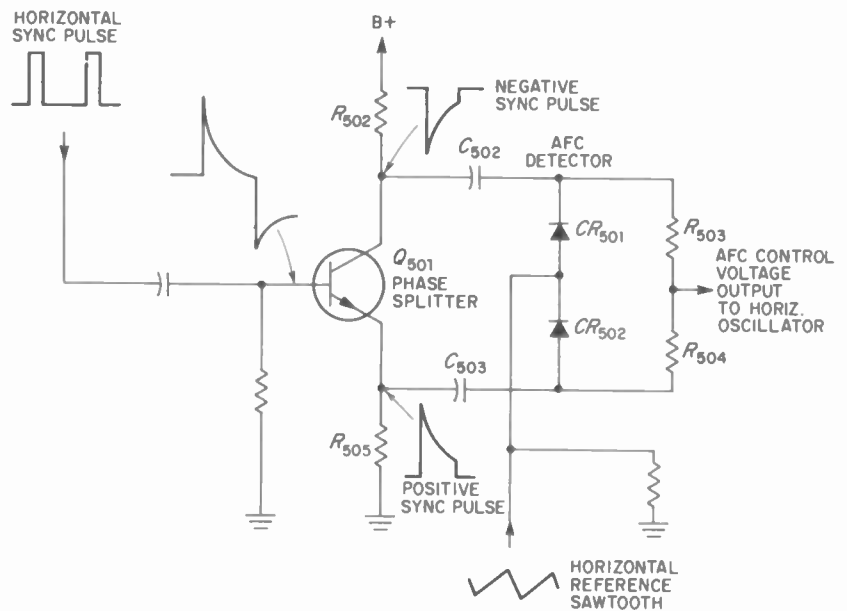 HORIZONTAL
SYNC PULSE
B+
R502
NEGATIVE
SYNC PULSE
C502
AFC
DETECTOR
CR501
R503
Q501
PHASE
SPLITTER
AFC CONTROL
VOLTAGE
OUTPUT
TO HORIZ.
OSCILLATOR
CR502
R504
C503
R505
POSITIVE
SYNC PULSE
HORIZONTAL
REFERENCE
SAWTOOTH